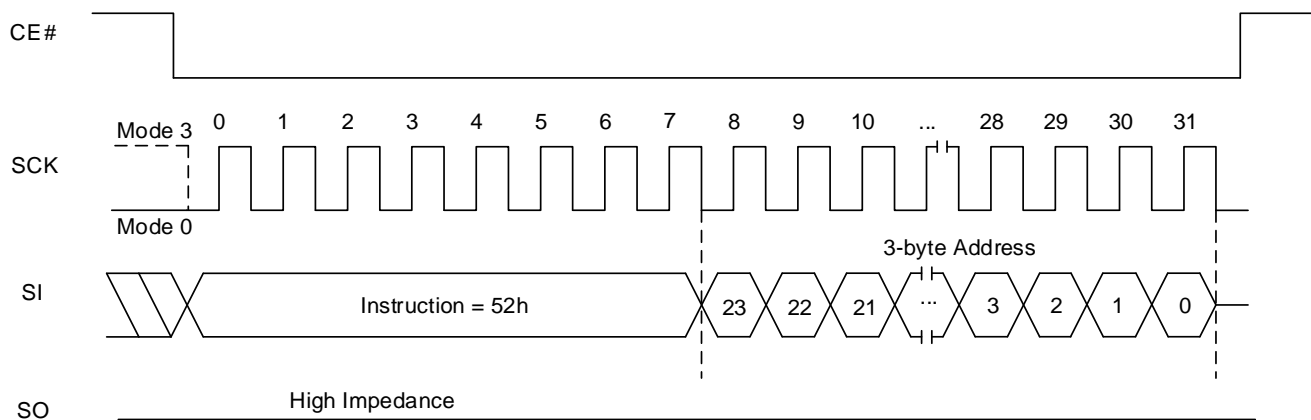 CE#
0 1 2 3 4 5 6 7 8 9 10 ... 28 29 30 31
Mode 3
SCK
Mode 0
3-byte Address
SI
Instruction = 52h 23 22 21 ... 3 2 1 0
High Impedance
SO